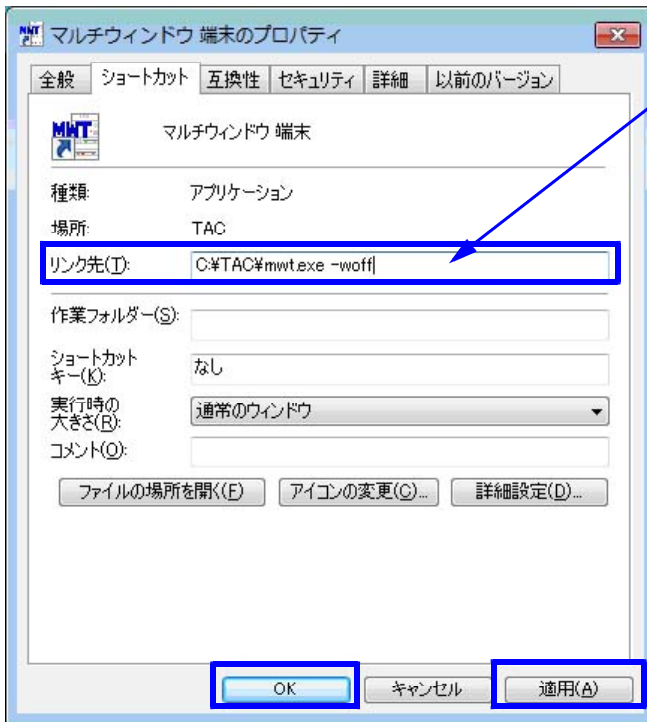 MWT マルチウィンドウ 端末のプロパティ
全般 ショートカット 互換性 セキュリティ 詳細 以前のバージョン
MWT マルチウィンドウ 端末
種類: アプリケーション
場所: TAC
リンク先(T): C:¥TAC¥mwt.exe -woff
作業フォルダー(S):
ショートカット
キー(K): なし
実行時の
大きさ(R): 通常のウィンドウ
コメント(O):
ファイルの場所を開く(F) アイコンの変更(C)... 詳細設定(D)...
OK キャンセル 適用(A)